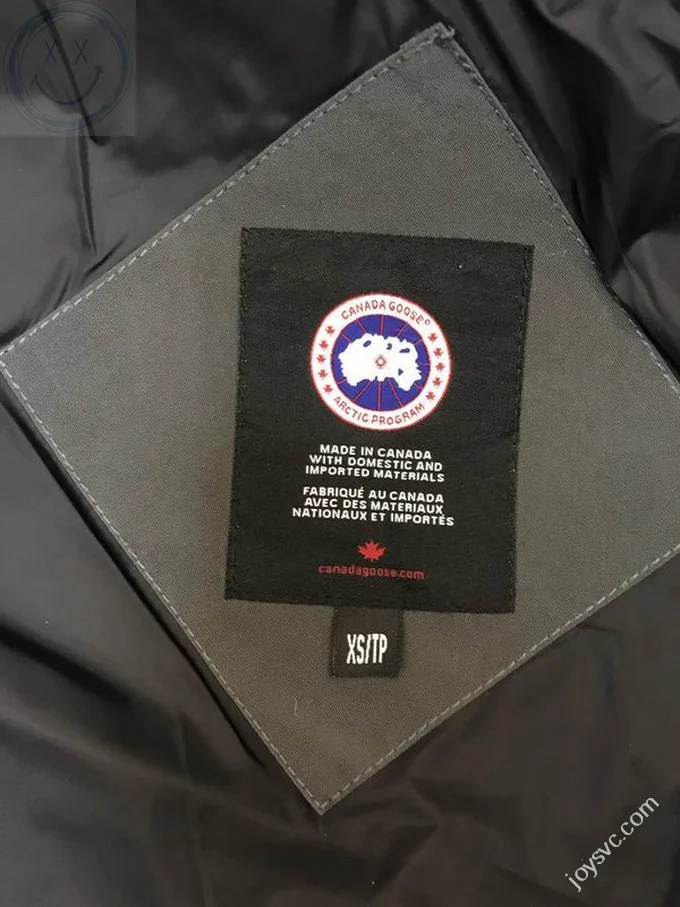 CANADA GOOSE®
ARCTIC PROGRAM
MADE IN CANADA
WITH DOMESTIC AND
IMPORTED MATERIALS
FABRIQUÉ AU CANADA
AVEC DES MATERIAUX
NATIONAUX ET IMPORTÉS
canadagoose.com
XS/TP
joysvc.com